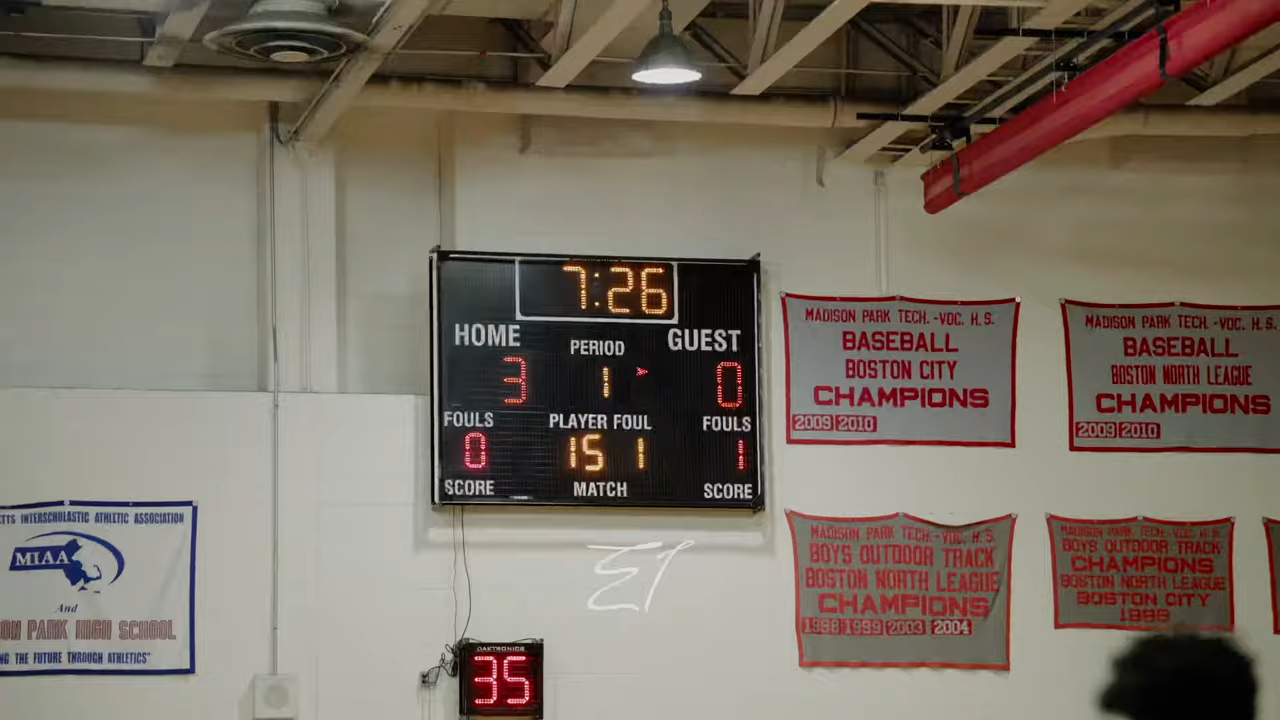 7:26
HOME
GUEST
PERIOD
3
1
0
FOULS
PLAYER FOUL
FOULS
0
15 1
1
SCORE
MATCH
SCORE
DAKTRONICS
35
INTERSCHOLASTIC ATHLETIC ASSOCIATION
MIAA
And
PARK HIGH SCHOOL
THE FUTURE THROUGH ATHLETICS"
MADISON PARK TECH.-VOC. H.S.
BASEBALL
BOSTON CITY
CHAMPIONS
2009 2010
MADISON PARK TECH.-VOC. H.S.
BASEBALL
BOSTON NORTH LEAGUE
CHAMPIONS
2009 2010
MADISON PARK TECH.-VOC. H.S.
BOYS OUTDOOR TRACK
BOSTON NORTH LEAGUE
CHAMPIONS
1998 1999 2003 2004
MADISON PARK TECH.-VOC. H.S.
BOYS OUTDOOR TRACK
CHAMPIONS
BOSTON NORTH LEAGUE
BOSTON CITY